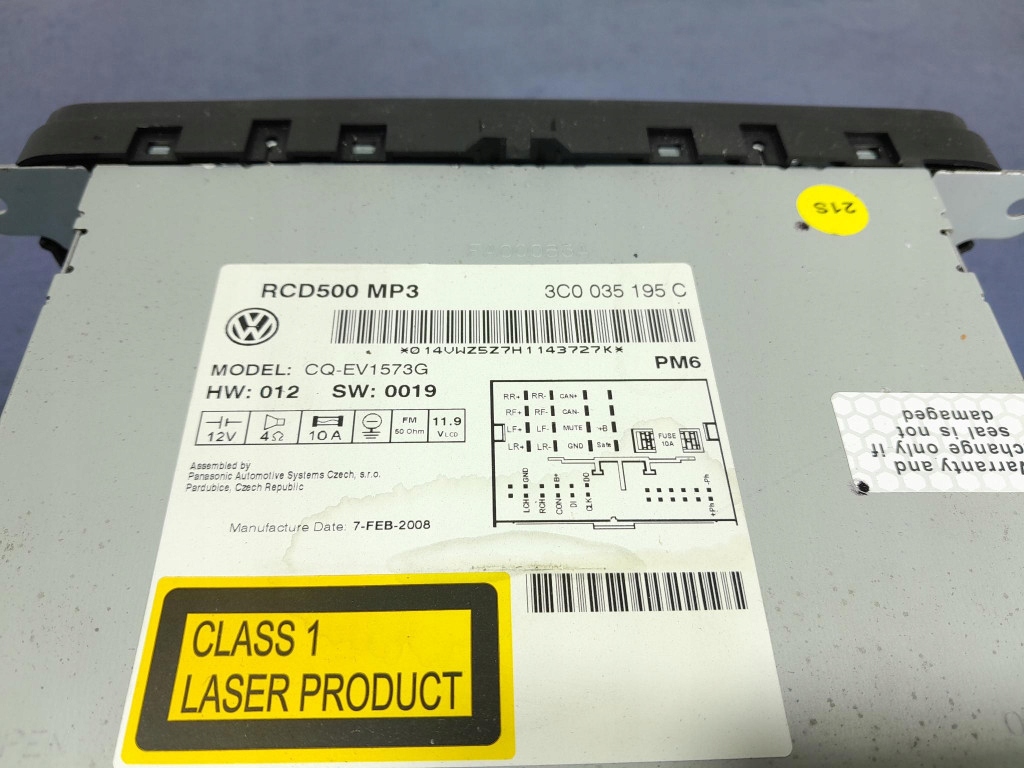 21S
RCD500 MP3 3C0 035 195 C
*014VWZ5Z7H1143727K*
MODEL: CQ-EV1573G PM6
HW: 012 SW: 0019
12V 4Ω 10A FM 50 Ohm 11.9 VLCD
Assembled by
Panasonic Automotive Systems Czech, s.r.o.
Pardubice, Czech Republic
Manufacture Date: 7-FEB-2008
RR+ RR- CAN+
RF+ RF- CAN-
LF+ LF- MUTE +B
LR+ LR- GND Safe
FUSE
10A
GND B+ DO -Ph
LCH RCH CON DI CLK +Ph
Warranty and
change only if
seal is not
damaged
CLASS 1
LASER PRODUCT